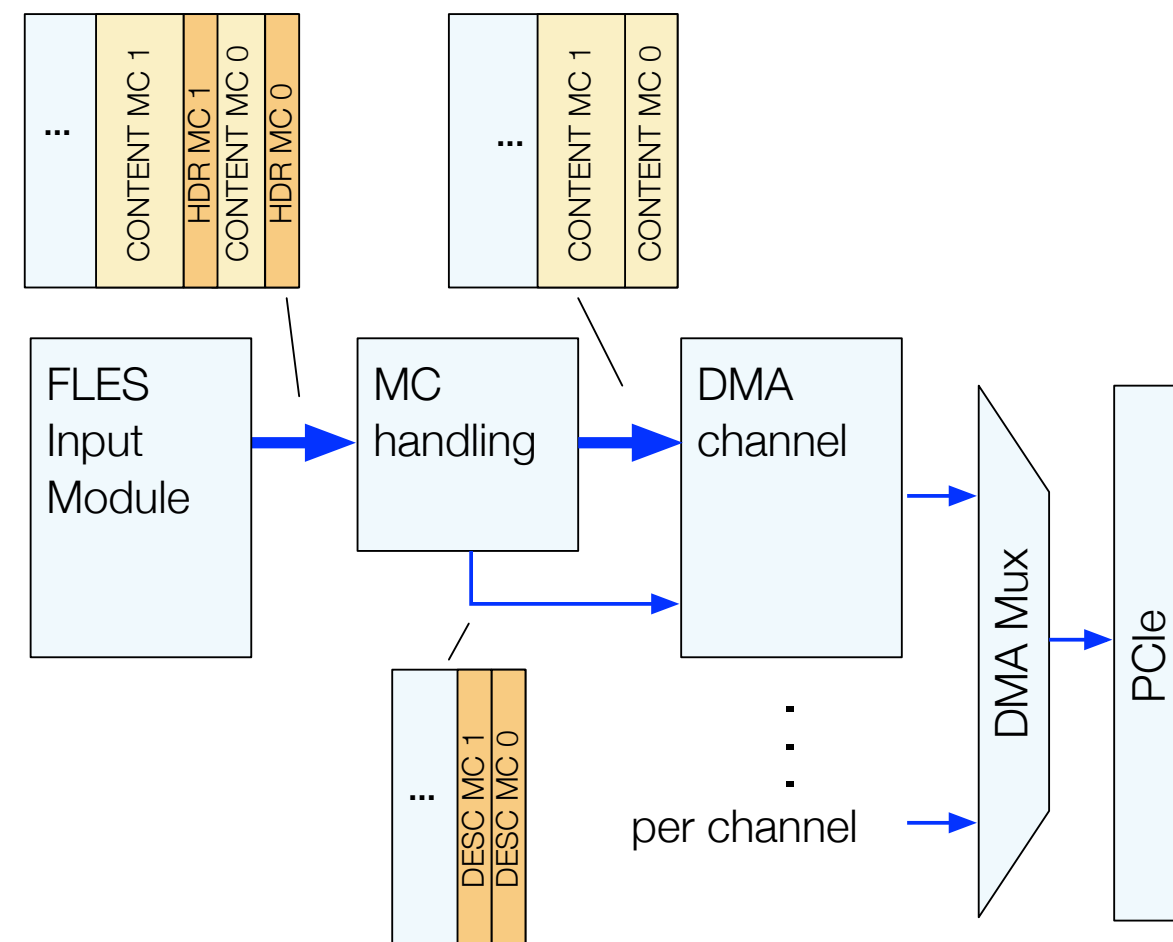 ...
CONTENT MC 1
HDR MC 1
CONTENT MC 0
HDR MC 0
...
CONTENT MC 1
CONTENT MC 0
FLES
Input
Module
MC
handling
DMA
channel
DMA Mux
PCIe
...
DESC MC 1
DESC MC 0
per channel